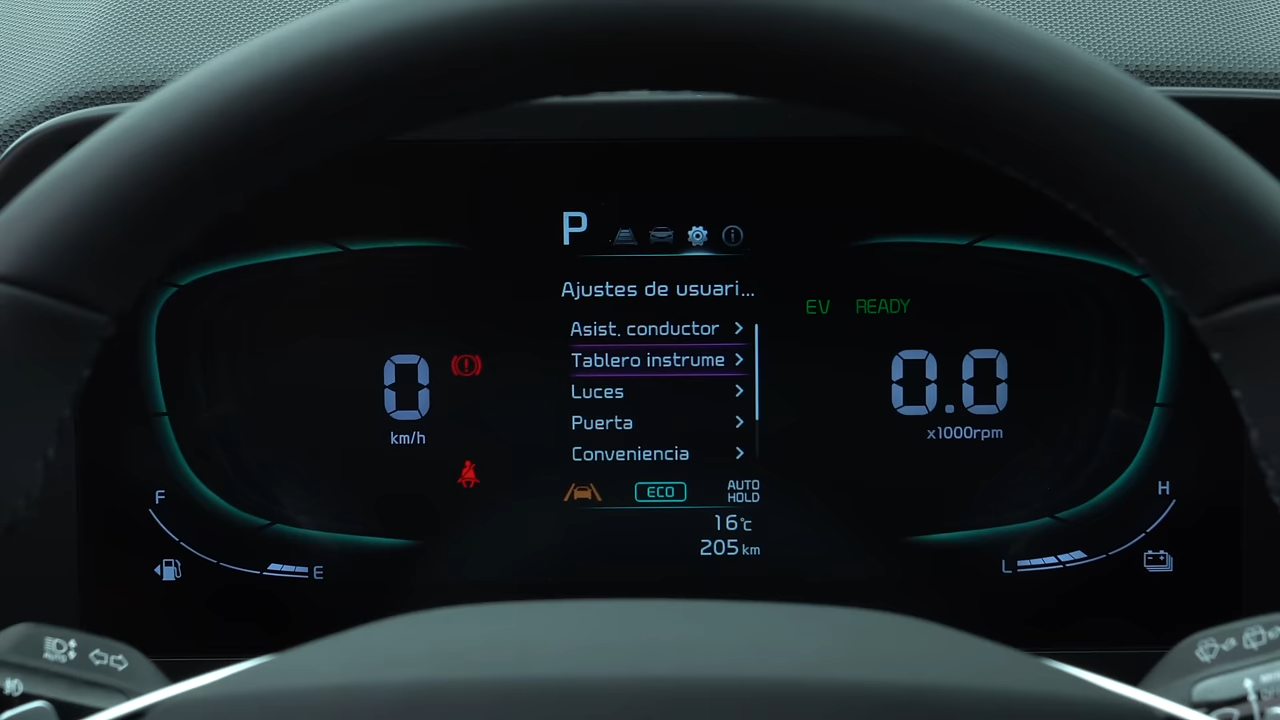 P
Ajustes de usuari...
Asist. conductor
Tablero instrume
Luces
Puerta
Conveniencia
EV READY
0
km/h
0.0
x1000rpm
ECO
AUTO
HOLD
16°c
205 km
F
E
H
L
AUTO